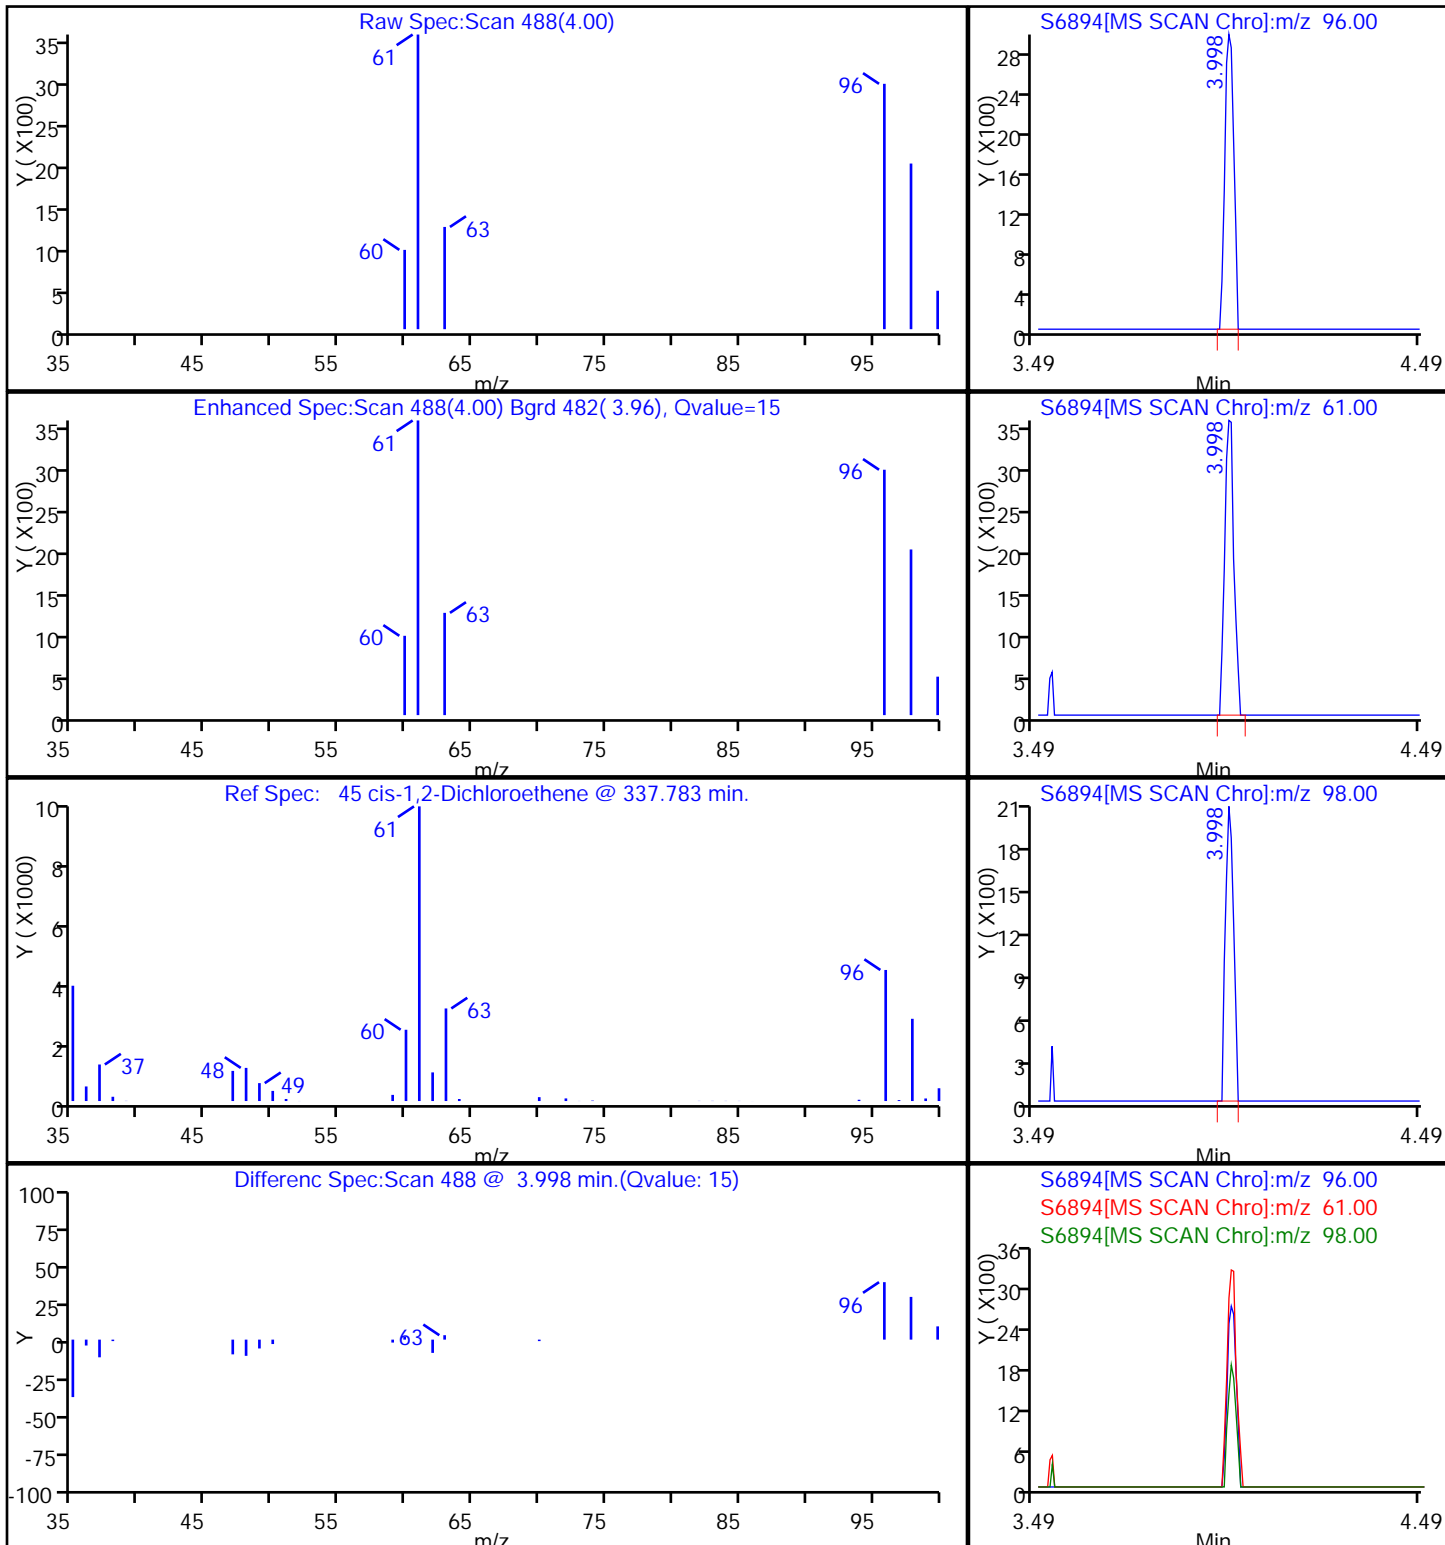 Raw Spec:Scan 488(4.00)
Y ( X100)
35
30
25
20
15
10
5
0
61
60
63
96
35 45 55 65 75 85 95
m/z
S6894[MS SCAN Chro]:m/z 96.00
Y ( X100)
28
24
20
16
12
8
4
0
3.998
3.49 4.49
Min
Enhanced Spec:Scan 488(4.00) Bgrd 482( 3.96), Qvalue=15
Y ( X100)
35
30
25
20
15
10
5
0
61
60
63
96
35 45 55 65 75 85 95
m/z
S6894[MS SCAN Chro]:m/z 61.00
Y ( X100)
35
30
25
20
15
10
5
0
3.998
3.49 4.49
Min
Ref Spec: 45 cis-1,2-Dichloroethene @ 337.783 min.
Y ( X1000)
10
8
6
4
2
0
61
60
63
96
37
48
49
35 45 55 65 75 85 95
m/z
S6894[MS SCAN Chro]:m/z 98.00
Y ( X100)
21
18
15
12
9
6
3
0
3.998
3.49 4.49
Min
Differenc Spec:Scan 488 @ 3.998 min.(Qvalue: 15)
Y
100
75
50
25
0
-25
-50
-75
-100
63
96
35 45 55 65 75 85 95
m/z
S6894[MS SCAN Chro]:m/z 96.00
S6894[MS SCAN Chro]:m/z 61.00
S6894[MS SCAN Chro]:m/z 98.00
Y ( X100)
36
30
24
18
12
6
0
3.49 4.49
Min